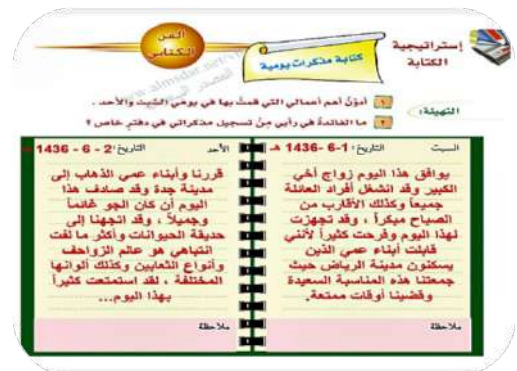 الفن
الكتابي
إستراتيجية
الكتابة
كتابة مذكرات يومية
التهيئة:
١ أدوّن أهم أعمالي التي قمتُ بها في يومي السّبت والأحد .
٢ ما الفائدة في رأيي مِنْ تسجيل مذكراتي في دفترٍ خاص ؟
السبت التاريخ: 1-6- 1436 هـ
يوافق هذا اليوم زواج أخي
الكبير وقد انشغل أفراد العائلة
جميعاً وكذلك الأقارب من
الصباح مبكراً ، وقد تجهزت
لهذا اليوم وفرحت كثيراً لأنني
قابلت أبناء عمي الذين
يسكنون مدينة الرياض حيث
جمعتنا هذه المناسبة السعيدة
وقضينا أوقات ممتعة.
ملاحظة
الأحد التاريخ: 2 - 6- 1436 هـ
قررنا وأبناء عمي الذهاب إلى
مدينة جدة وقد صادف هذا
اليوم أن كان الجو غائماً
وجميلاً ، وقد اتجهنا إلى
حديقة الحيوانات وأكثر ما لفت
انتباهي هو عالم الزواحف
وأنواع الثعابين وكذلك ألوانها
المختلفة ، لقد استمتعت كثيراً
بهذا اليوم...
ملاحظة